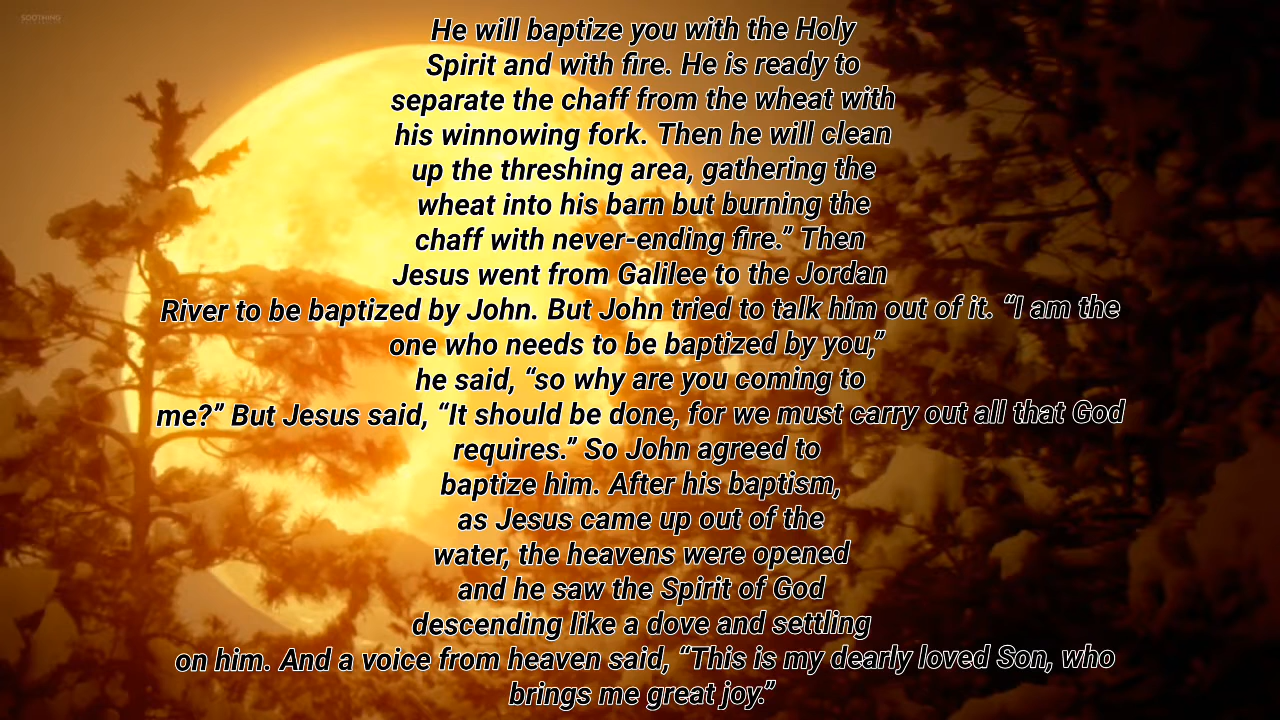 SOOTHING
He will baptize you with the Holy
Spirit and with fire. He is ready to
separate the chaff from the wheat with
his winnowing fork. Then he will clean
up the threshing area, gathering the
wheat into his barn but burning the
chaff with never-ending fire.” Then
Jesus went from Galilee to the Jordan
River to be baptized by John. But John tried to talk him out of it. “I am the
one who needs to be baptized by you,”
he said, “so why are you coming to
me?” But Jesus said, “It should be done, for we must carry out all that God
requires.” So John agreed to
baptize him. After his baptism,
as Jesus came up out of the
water, the heavens were opened
and he saw the Spirit of God
descending like a dove and settling
on him. And a voice from heaven said, “This is my dearly loved Son, who
brings me great joy.”